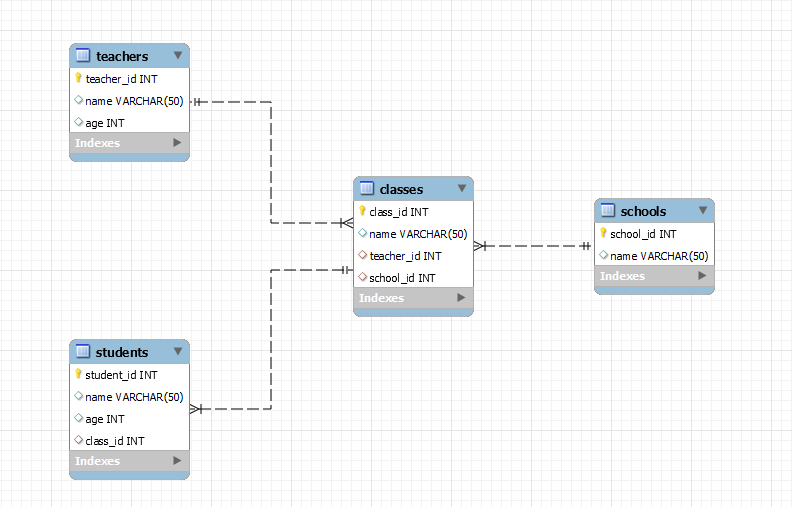 teachers
teacher_id INT
name VARCHAR(50)
age INT
Indexes
classes
class_id INT
name VARCHAR(50)
teacher_id INT
school_id INT
Indexes
schools
school_id INT
name VARCHAR(50)
Indexes
students
student_id INT
name VARCHAR(50)
age INT
class_id INT
Indexes